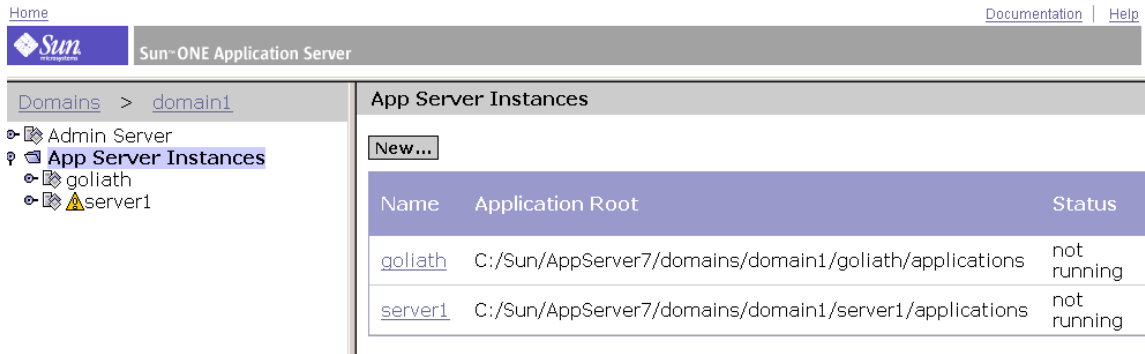 Home
Documentation | Help
Sun
microsystems
Sun™ ONE Application Server
Domains > domain1
Admin Server
App Server Instances
goliath
server1
App Server Instances
New...
Name Application Root Status
goliath C:/Sun/AppServer7/domains/domain1/goliath/applications not running
server1 C:/Sun/AppServer7/domains/domain1/server1/applications not running